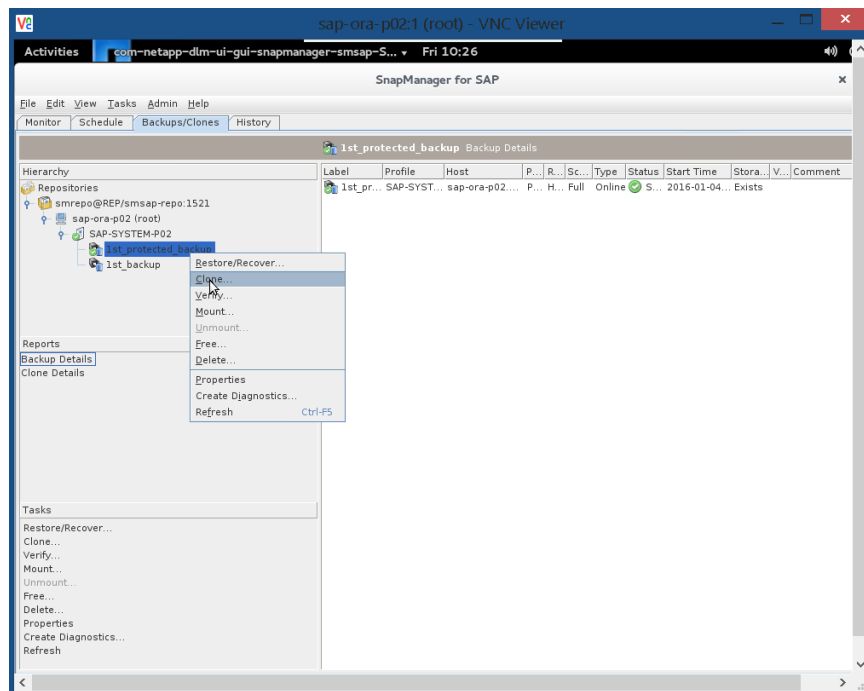 V2 sap-ora-p02:1 (root) - VNC Viewer
Activities com-netapp-dlm-ui-gui-snapmanager-smsap-S... Fri 10:26
SnapManager for SAP
File Edit View Tasks Admin Help
Monitor Schedule Backups/Clones History
1st_protected_backup Backup Details
Hierarchy
Repositories
smrepo@REP/smsap-repo:1521
sap-ora-p02 (root)
SAP-SYSTEM-P02
1st_protected_backup
1st_backup
Label Profile Host P... R... Sc... Type Status Start Time Stora... V... Comment
1st_pr... SAP-SYST... sap-ora-p02.... P... H... Full Online S... 2016-01-04... Exists
Restore/Recover...
Clone...
Verify...
Mount...
Unmount...
Free...
Delete...
Properties
Create Diagnostics...
Refresh Ctrl-F5
Reports
Backup Details
Clone Details
Tasks
Restore/Recover...
Clone...
Verify...
Mount...
Unmount...
Free...
Delete...
Properties
Create Diagnostics...
Refresh